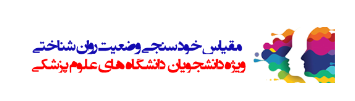 مقیاس خودسنجی وضعیت روان شناختی
ویژه دانشجویان دانشگاه های علوم پزشکی